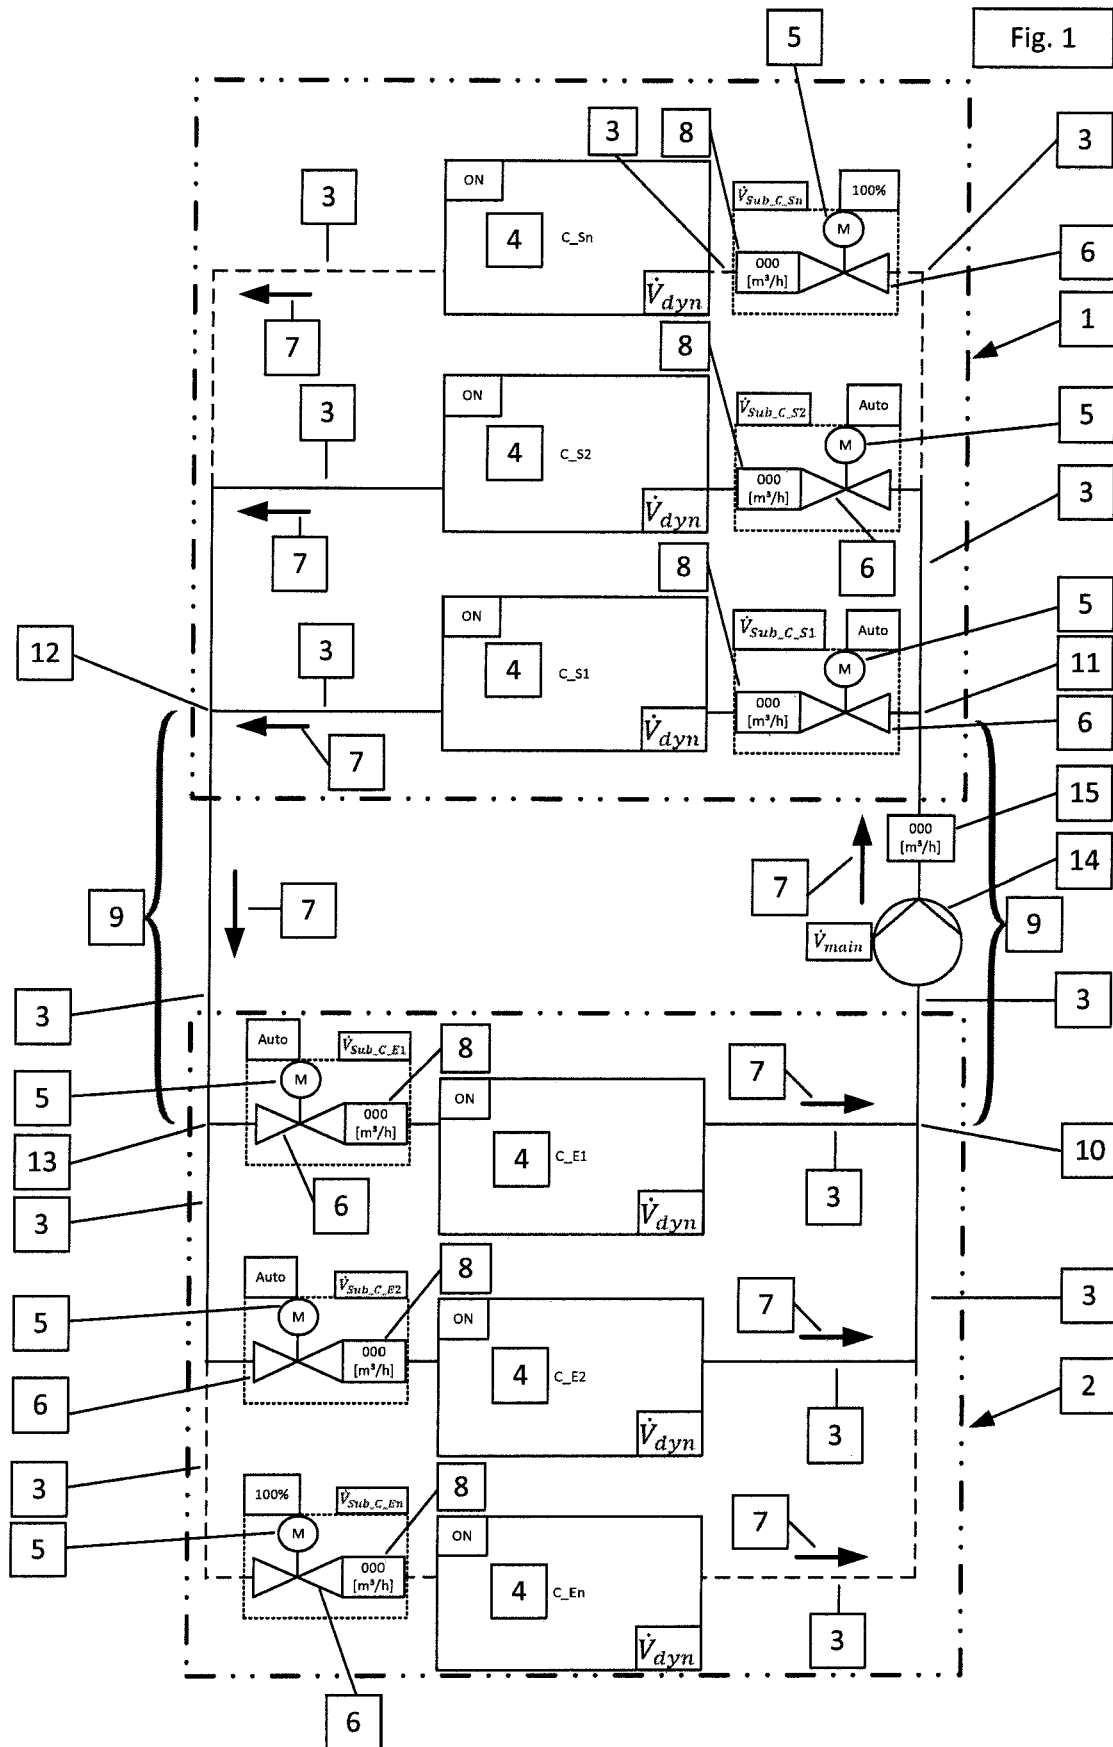 Fig. 1
5
3
8
3
3
ON
V̇Sub_C_Sn
100%
M
4
C_Sn
000
[m³/h]
6
V̇dyn
7
1
8
3
ON
V̇Sub_C_S2
Auto
5
M
4
C_S2
000
[m³/h]
3
V̇dyn
7
6
8
ON
V̇Sub_C_S1
Auto
5
3
M
12
4
C_S1
11
000
[m³/h]
6
V̇dyn
7
15
000
[m³/h]
7
14
9
7
9
V̇main
3
3
Auto
V̇Sub_C_E1
8
7
5
M
ON
000
[m³/h]
13
4
C_E1
10
3
6
3
V̇dyn
Auto
V̇Sub_C_E2
8
7
3
5
M
ON
000
[m³/h]
4
C_E2
2
6
3
V̇dyn
3
100%
V̇Sub_C_En
8
7
5
M
ON
000
[m³/h]
4
C_En
3
V̇dyn
6